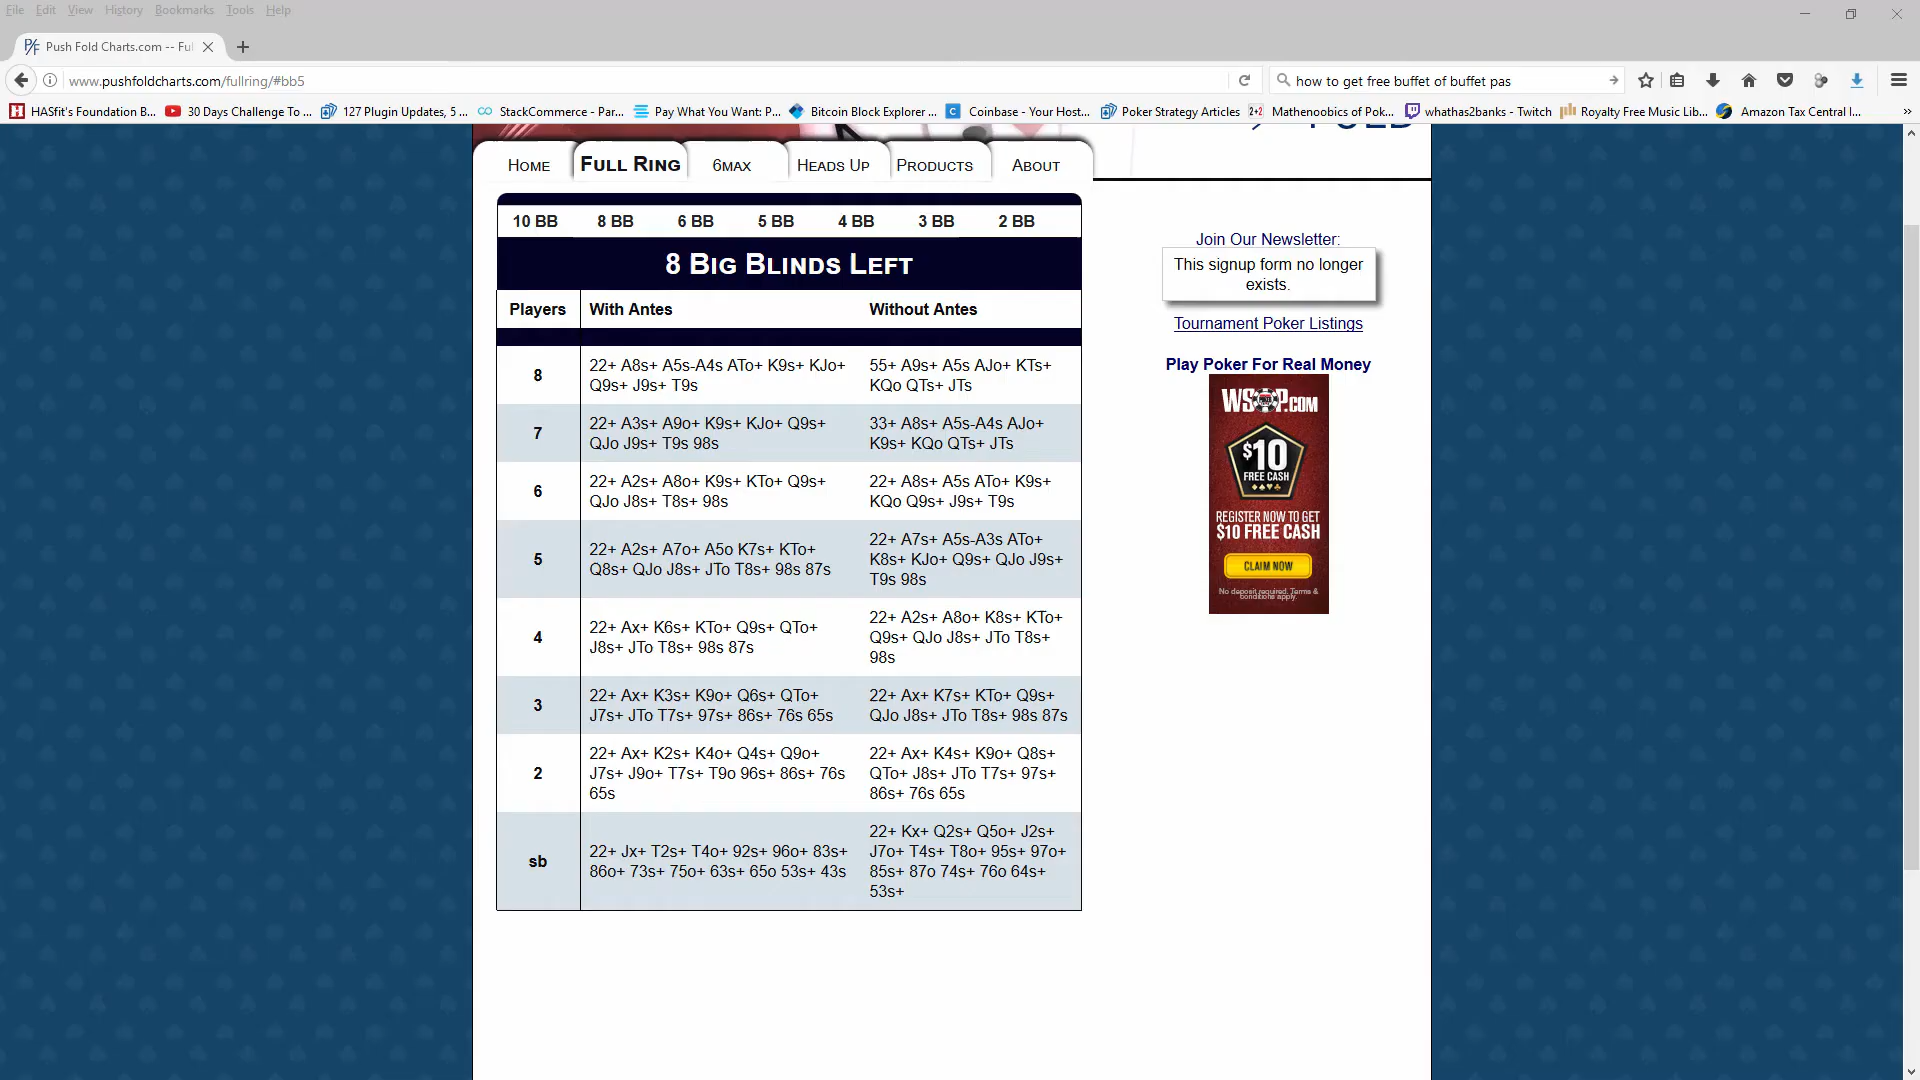 File Edit View History Bookmarks Tools Help
Push Fold Charts.com -- Ful
www.pushfoldcharts.com/fullring/#bb5
how to get free buffet of buffet pas
HASfit's Foundation B... 30 Days Challenge To ... 127 Plugin Updates, 5 ... StackCommerce - Par... Pay What You Want: P... Bitcoin Block Explorer ... Coinbase - Your Host... Poker Strategy Articles Mathenoobics of Pok... whathas2banks - Twitch Royalty Free Music Lib... Amazon Tax Central I...
HOME FULL RING 6MAX HEADS UP PRODUCTS ABOUT
10 BB 8 BB 6 BB 5 BB 4 BB 3 BB 2 BB
8 BIG BLINDS LEFT
Players With Antes Without Antes
8
22+ A8s+ A5s-A4s ATo+ K9s+ KJo+
Q9s+ J9s+ T9s
55+ A9s+ A5s AJo+ KTs+
KQo QTs+ JTs
7
22+ A3s+ A9o+ K9s+ KJo+ Q9s+
QJo J9s+ T9s 98s
33+ A8s+ A5s-A4s AJo+
K9s+ KQo QTs+ JTs
6
22+ A2s+ A8o+ K9s+ KTo+ Q9s+
QJo J8s+ T8s+ 98s
22+ A8s+ A5s ATo+ K9s+
KQo Q9s+ J9s+ T9s
5
22+ A2s+ A7o+ A5o K7s+ KTo+
Q8s+ QJo J8s+ JTo T8s+ 98s 87s
22+ A7s+ A5s-A3s ATo+
K8s+ KJo+ Q9s+ QJo J9s+
T9s 98s
4
22+ Ax+ K6s+ KTo+ Q9s+ QTo+
J8s+ JTo T8s+ 98s 87s
22+ A2s+ A8o+ K8s+ KTo+
Q9s+ QJo J8s+ JTo T8s+
98s
3
22+ Ax+ K3s+ K9o+ Q6s+ QTo+
J7s+ JTo T7s+ 97s+ 86s+ 76s 65s
22+ Ax+ K7s+ KTo+ Q9s+
QJo J8s+ JTo T8s+ 98s 87s
2
22+ Ax+ K2s+ K4o+ Q4s+ Q9o+
J7s+ J9o+ T7s+ T9o 96s+ 86s+ 76s
65s
22+ Ax+ K4s+ K9o+ Q8s+
QTo+ J8s+ JTo T7s+ 97s+
86s+ 76s 65s
sb
22+ Jx+ T2s+ T4o+ 92s+ 96o+ 83s+
86o+ 73s+ 75o+ 63s+ 65o 53s+ 43s
22+ Kx+ Q2s+ Q5o+ J2s+
J7o+ T4s+ T8o+ 95s+ 97o+
85s+ 87o 74s+ 76o 64s+
53s+
Join Our Newsletter:
This signup form no longer
exists.
Tournament Poker Listings
Play Poker For Real Money
WSOP.COM
$10
FREE CASH
REGISTER NOW TO GET
$10 FREE CASH
CLAIM NOW
No deposit required. Terms &
conditions apply.